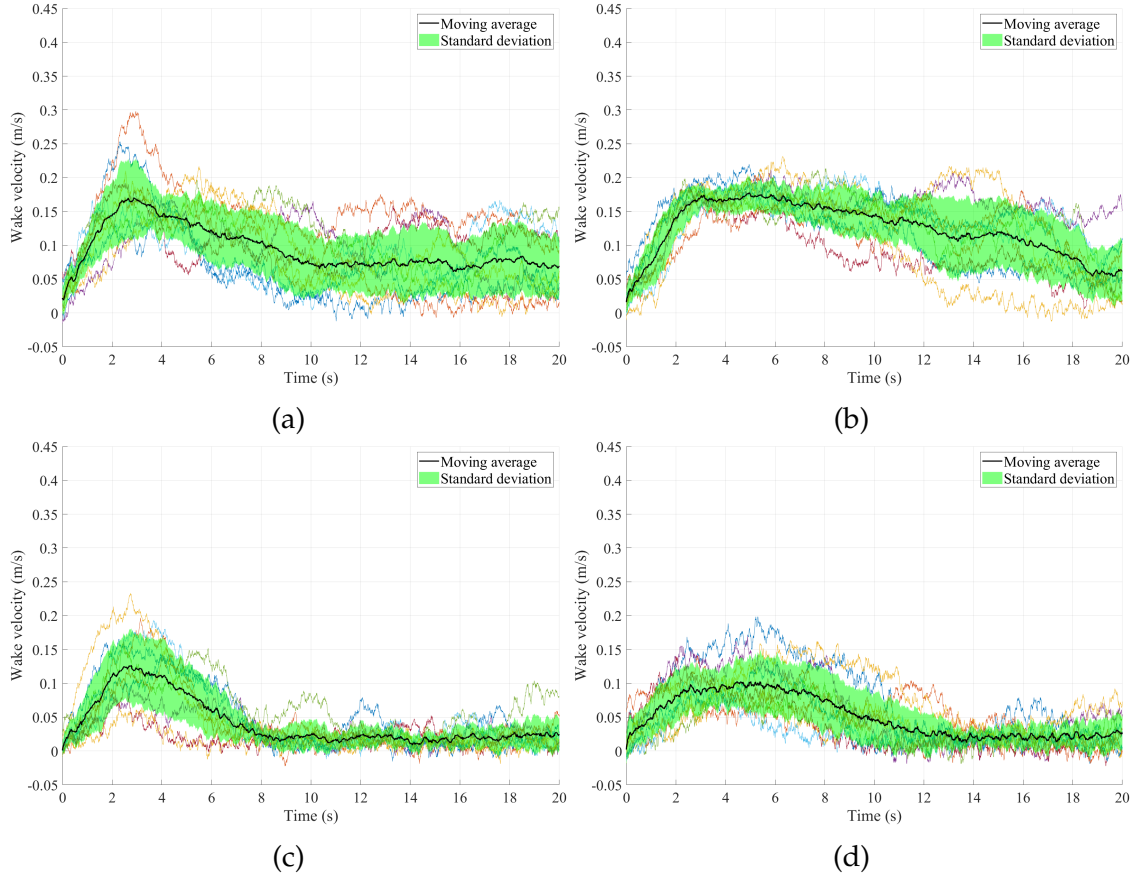 0.45
0.4
0.35
0.3
0.25
0.2
0.15
0.1
0.05
0
-0.05
Wake velocity (m/s)
Moving average
Standard deviation
0 2 4 6 8 10 12 14 16 18 20
Time (s)
(a)
0.45
0.4
0.35
0.3
0.25
0.2
0.15
0.1
0.05
0
-0.05
Wake velocity (m/s)
Moving average
Standard deviation
0 2 4 6 8 10 12 14 16 18 20
Time (s)
(b)
0.45
0.4
0.35
0.3
0.25
0.2
0.15
0.1
0.05
0
-0.05
Wake velocity (m/s)
Moving average
Standard deviation
0 2 4 6 8 10 12 14 16 18 20
Time (s)
(c)
0.45
0.4
0.35
0.3
0.25
0.2
0.15
0.1
0.05
0
-0.05
Wake velocity (m/s)
Moving average
Standard deviation
0 2 4 6 8 10 12 14 16 18 20
Time (s)
(d)